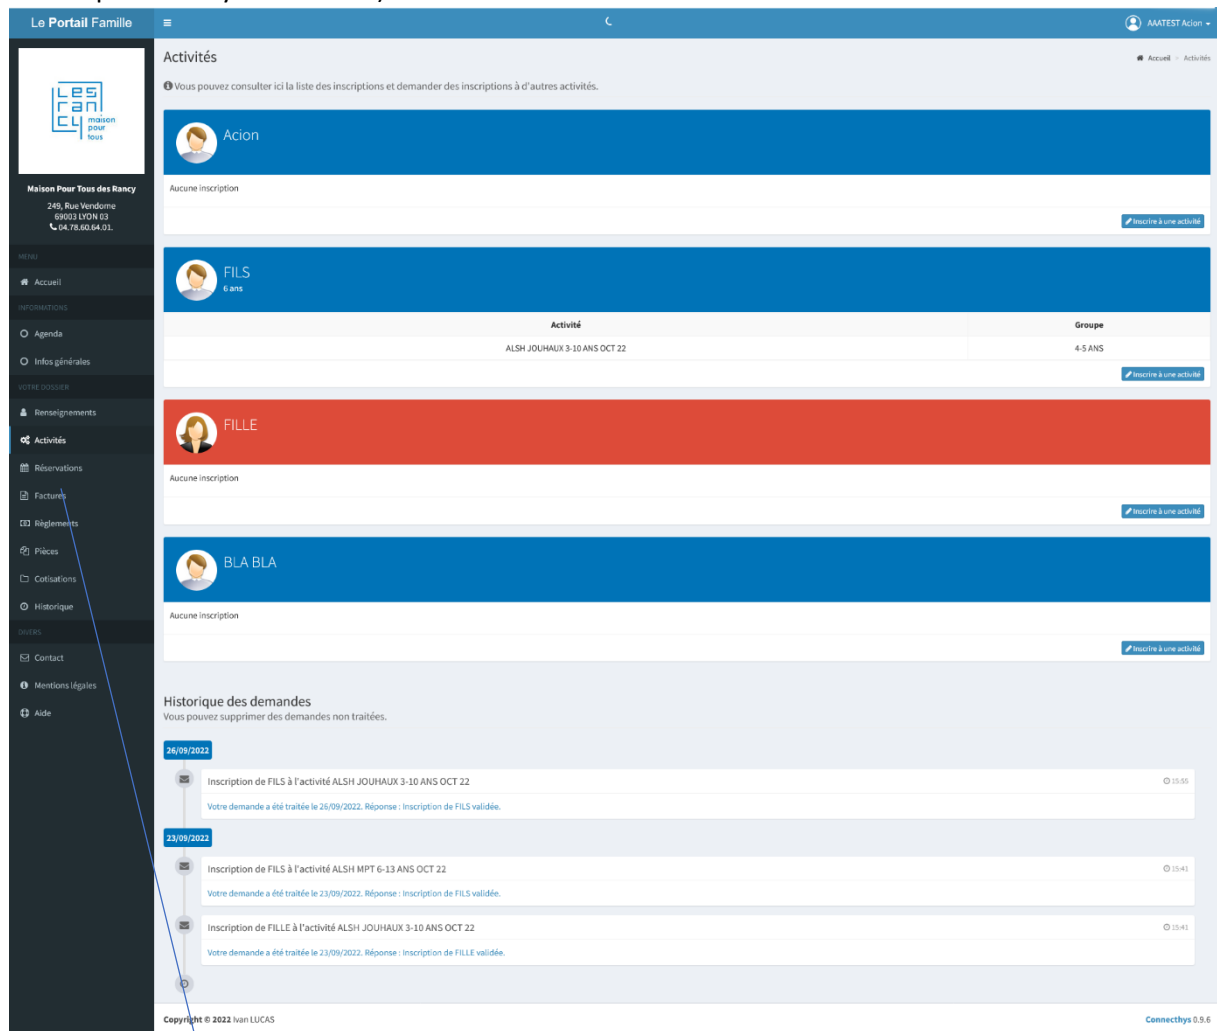 Le Portail Famille
AAATEST Acion
Les
ran 
cy
maison
pour
tous
Maison Pour Tous des Rancy
249, Rue Vendome
69003 LYON 03
04.78.60.64.01.
MENU
Accueil
INFORMATIONS
Agenda
Infos générales
VOTRE DOSSIER
Renseignements
Activités
Réservations
Factures
Règlements
Pièces
Cotisations
Historique
DIVERS
Contact
Mentions légales
Aide
Activités
Accueil > Activités
Vous pouvez consulter ici la liste des inscriptions et demander des inscriptions à d'autres activités.
Acion
Aucune inscription
Inscrire à une activité
FILS
6 ans
Activité Groupe
ALSH JOUHAUX 3-10 ANS OCT 22 4-5 ANS
Inscrire à une activité
FILLE
Aucune inscription
Inscrire à une activité
BLA BLA
Aucune inscription
Inscrire à une activité
Historique des demandes
Vous pouvez supprimer des demandes non traitées.
26/09/2022
Inscription de FILS à l'activité ALSH JOUHAUX 3-10 ANS OCT 22 15:55
Votre demande a été traitée le 26/09/2022. Réponse : Inscription de FILS validée.
23/09/2022
Inscription de FILS à l'activité ALSH MPT 6-13 ANS OCT 22 15:41
Votre demande a été traitée le 23/09/2022. Réponse : Inscription de FILS validée.
Inscription de FILLE à l'activité ALSH JOUHAUX 3-10 ANS OCT 22 15:41
Votre demande a été traitée le 23/09/2022. Réponse : Inscription de FILLE validée.
Copyright © 2022 Ivan LUCAS
Connecthys 0.9.6